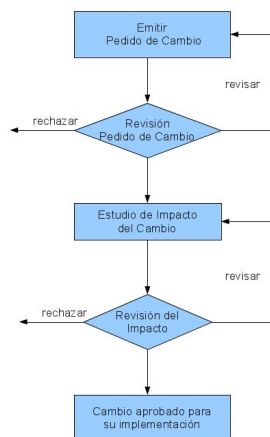 Emitir
Pedido de Cambio
revisar
rechazar
Revisión
Pedido de Cambio
Estudio de Impacto
del Cambio
revisar
rechazar
Revisión del
Impacto
Cambio aprobado para
su implementación